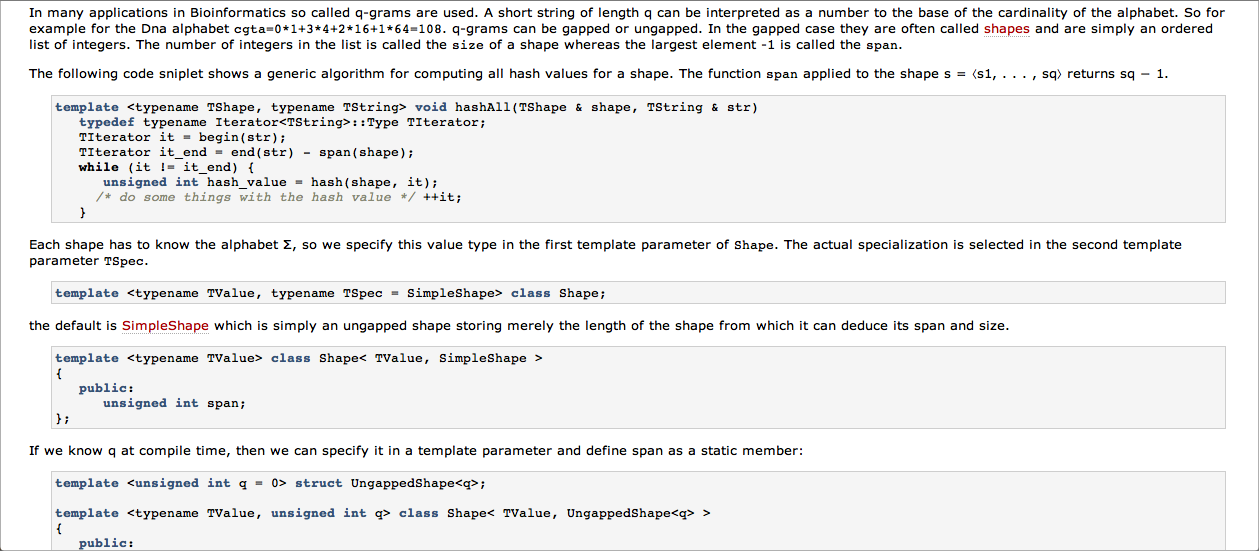 In many applications in Bioinformatics so called q-grams are used. A short string of length q can be interpreted as a number to the base of the cardinality of the alphabet. So for
example for the Dna alphabet cgta=0*1+3*4+2*16+1*64=108. q-grams can be gapped or ungapped. In the gapped case they are often called shapes and are simply an ordered
list of integers. The number of integers in the list is called the size of a shape whereas the largest element -1 is called the span.
The following code sniplet shows a generic algorithm for computing all hash values for a shape. The function span applied to the shape s = ⟨s1, . . . , sq⟩ returns sq − 1.
template <typename TShape, typename TString> void hashAll(TShape & shape, TString & str)
typedef typename Iterator<TString>::Type TIterator;
TIterator it = begin(str);
TIterator it_end = end(str) - span(shape);
while (it != it_end) {
unsigned int hash_value = hash(shape, it);
/* do some things with the hash value */ ++it;
}
Each shape has to know the alphabet Σ, so we specify this value type in the first template parameter of Shape. The actual specialization is selected in the second template
parameter TSpec.
template <typename TValue, typename TSpec = SimpleShape> class Shape;
the default is SimpleShape which is simply an ungapped shape storing merely the length of the shape from which it can deduce its span and size.
template <typename TValue> class Shape< TValue, SimpleShape >
{
public:
unsigned int span;
};
If we know q at compile time, then we can specify it in a template parameter and define span as a static member:
template <unsigned int q = 0> struct UngappedShape<q>;
template <typename TValue, unsigned int q> class Shape< TValue, UngappedShape<q> >
{
public: